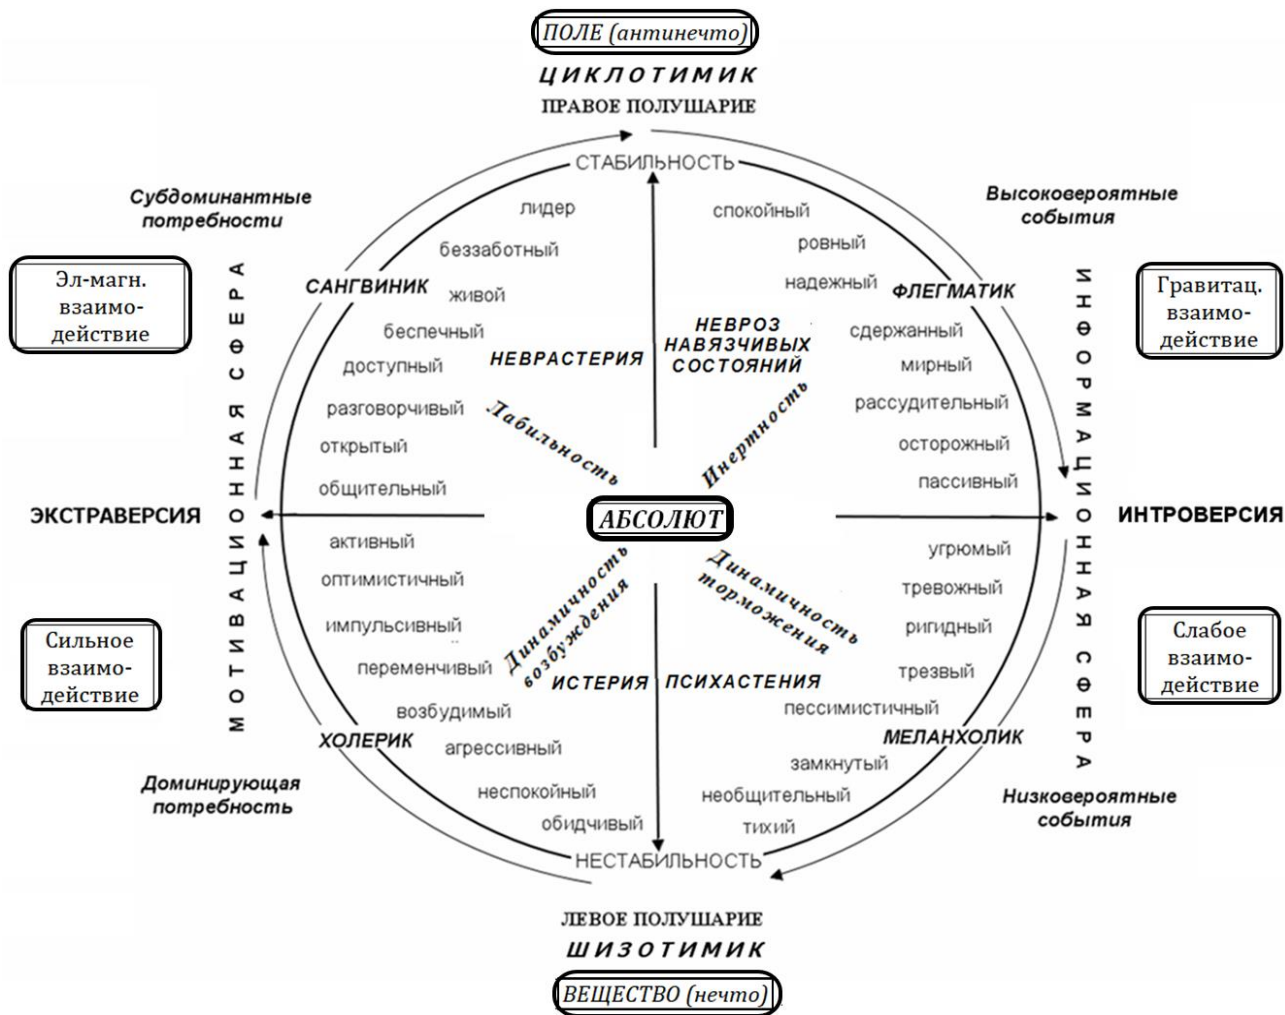 ПОЛЕ (антинечто)
ЦИКЛОТИМИК
ПРАВОЕ ПОЛУШАРИЕ
СТАБИЛЬНОСТЬ
Субдоминантные
потребности
Высоковероятные
события
Эл-магн.
взаимо-
действие
Гравитац.
взаимо-
действие
МОТИВАЦИОННАЯ СФЕРА
ИНФОРМАЦИОННАЯ СФЕРА
САНГВИНИК
ФЛЕГМАТИК
лидер
беззаботный
живой
беспечный
доступный
разговорчивый
открытый
общительный
спокойный
ровный
надежный
сдержанный
мирный
рассудительный
осторожный
пассивный
НЕВРАСТЕРИЯ
НЕВРОЗ
НАВЯЗЧИВЫХ
СОСТОЯНИЙ
Лабильность
Инертность
ЭКСТРАВЕРСИЯ
АБСОЛЮТ
ИНТРОВЕРСИЯ
Динамичность
возбуждения
Динамичность
торможения
активный
оптимистичный
импульсивный
переменчивый
возбудимый
агрессивный
неспокойный
обидчивый
угрюмый
тревожный
ригидный
трезвый
пессимистичный
замкнутый
необщительный
тихий
ИСТЕРИЯ
ПСИХАСТЕНИЯ
Сильное
взаимо-
действие
Слабое
взаимо-
действие
ХОЛЕРИК
МЕЛАНХОЛИК
Доминирующая
потребность
Низковероятные
события
НЕСТАБИЛЬНОСТЬ
ЛЕВОЕ ПОЛУШАРИЕ
ШИЗОТИМИК
ВЕЩЕСТВО (нечто)